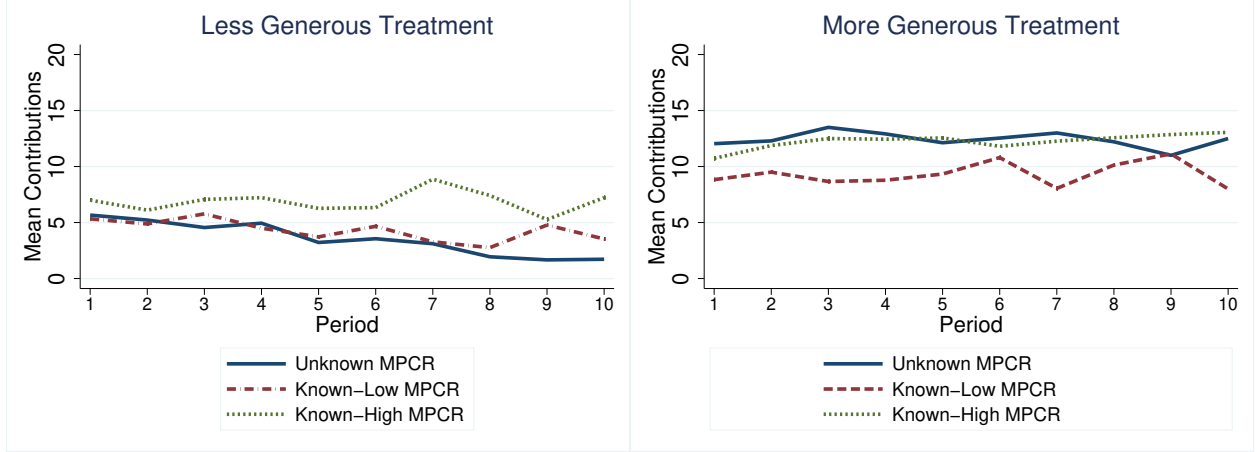 Less Generous Treatment
Mean Contributions
20
15
10
5
0
1 2 3 4 5 6 7 8 9 10
Period
Unknown MPCR
Known−Low MPCR
Known−High MPCR
More Generous Treatment
Mean Contritbutions
20
15
10
5
0
1 2 3 4 5 6 7 8 9 10
Period
Unknown MPCR
Known−Low MPCR
Known−High MPCR